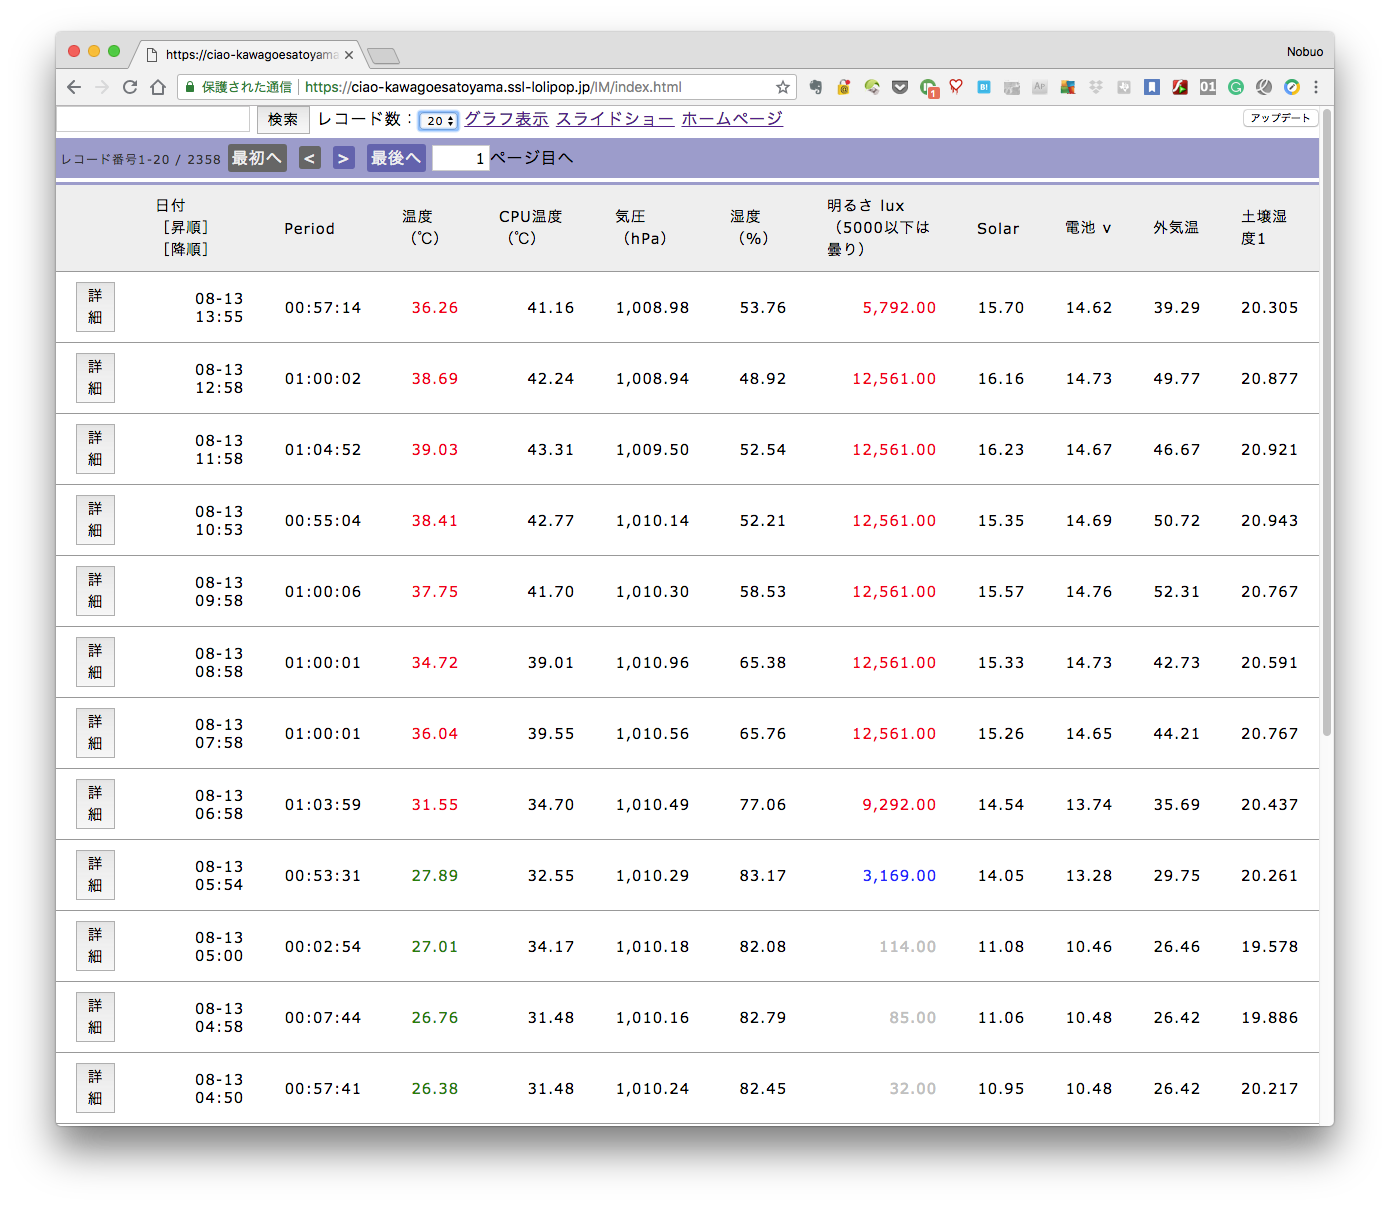 https://ciao-kawagoesatoyama
Nobuo
保護された通信 https://ciao-kawagoesatoyama.ssl-lolipop.jp/IM/index.html
検索 レコード数： 20 グラフ表示 スライドショー ホームページ アップデート
レコード番号1-20 / 2358 最初へ < > 最後へ 1 ページ目へ
日付 ［昇順］ ［降順］ Period 温度 （℃） CPU温度 （℃） 気圧 （hPa） 湿度 （%） 明るさ lux （5000以下は曇り） Solar 電池 v 外気温 土壌湿度1
詳細 08-13 13:55 00:57:14 36.26 41.16 1,008.98 53.76 5,792.00 15.70 14.62 39.29 20.305
詳細 08-13 12:58 01:00:02 38.69 42.24 1,008.94 48.92 12,561.00 16.16 14.73 49.77 20.877
詳細 08-13 11:58 01:04:52 39.03 43.31 1,009.50 52.54 12,561.00 16.23 14.67 46.67 20.921
詳細 08-13 10:53 00:55:04 38.41 42.77 1,010.14 52.21 12,561.00 15.35 14.69 50.72 20.943
詳細 08-13 09:58 01:00:06 37.75 41.70 1,010.30 58.53 12,561.00 15.57 14.76 52.31 20.767
詳細 08-13 08:58 01:00:01 34.72 39.01 1,010.96 65.38 12,561.00 15.33 14.73 42.73 20.591
詳細 08-13 07:58 01:00:01 36.04 39.55 1,010.56 65.76 12,561.00 15.26 14.65 44.21 20.767
詳細 08-13 06:58 01:03:59 31.55 34.70 1,010.49 77.06 9,292.00 14.54 13.74 35.69 20.437
詳細 08-13 05:54 00:53:31 27.89 32.55 1,010.29 83.17 3,169.00 14.05 13.28 29.75 20.261
詳細 08-13 05:00 00:02:54 27.01 34.17 1,010.18 82.08 114.00 11.08 10.46 26.46 19.578
詳細 08-13 04:58 00:07:44 26.76 31.48 1,010.16 82.79 85.00 11.06 10.48 26.42 19.886
詳細 08-13 04:50 00:57:41 26.38 31.48 1,010.24 82.45 32.00 10.95 10.48 26.42 20.217